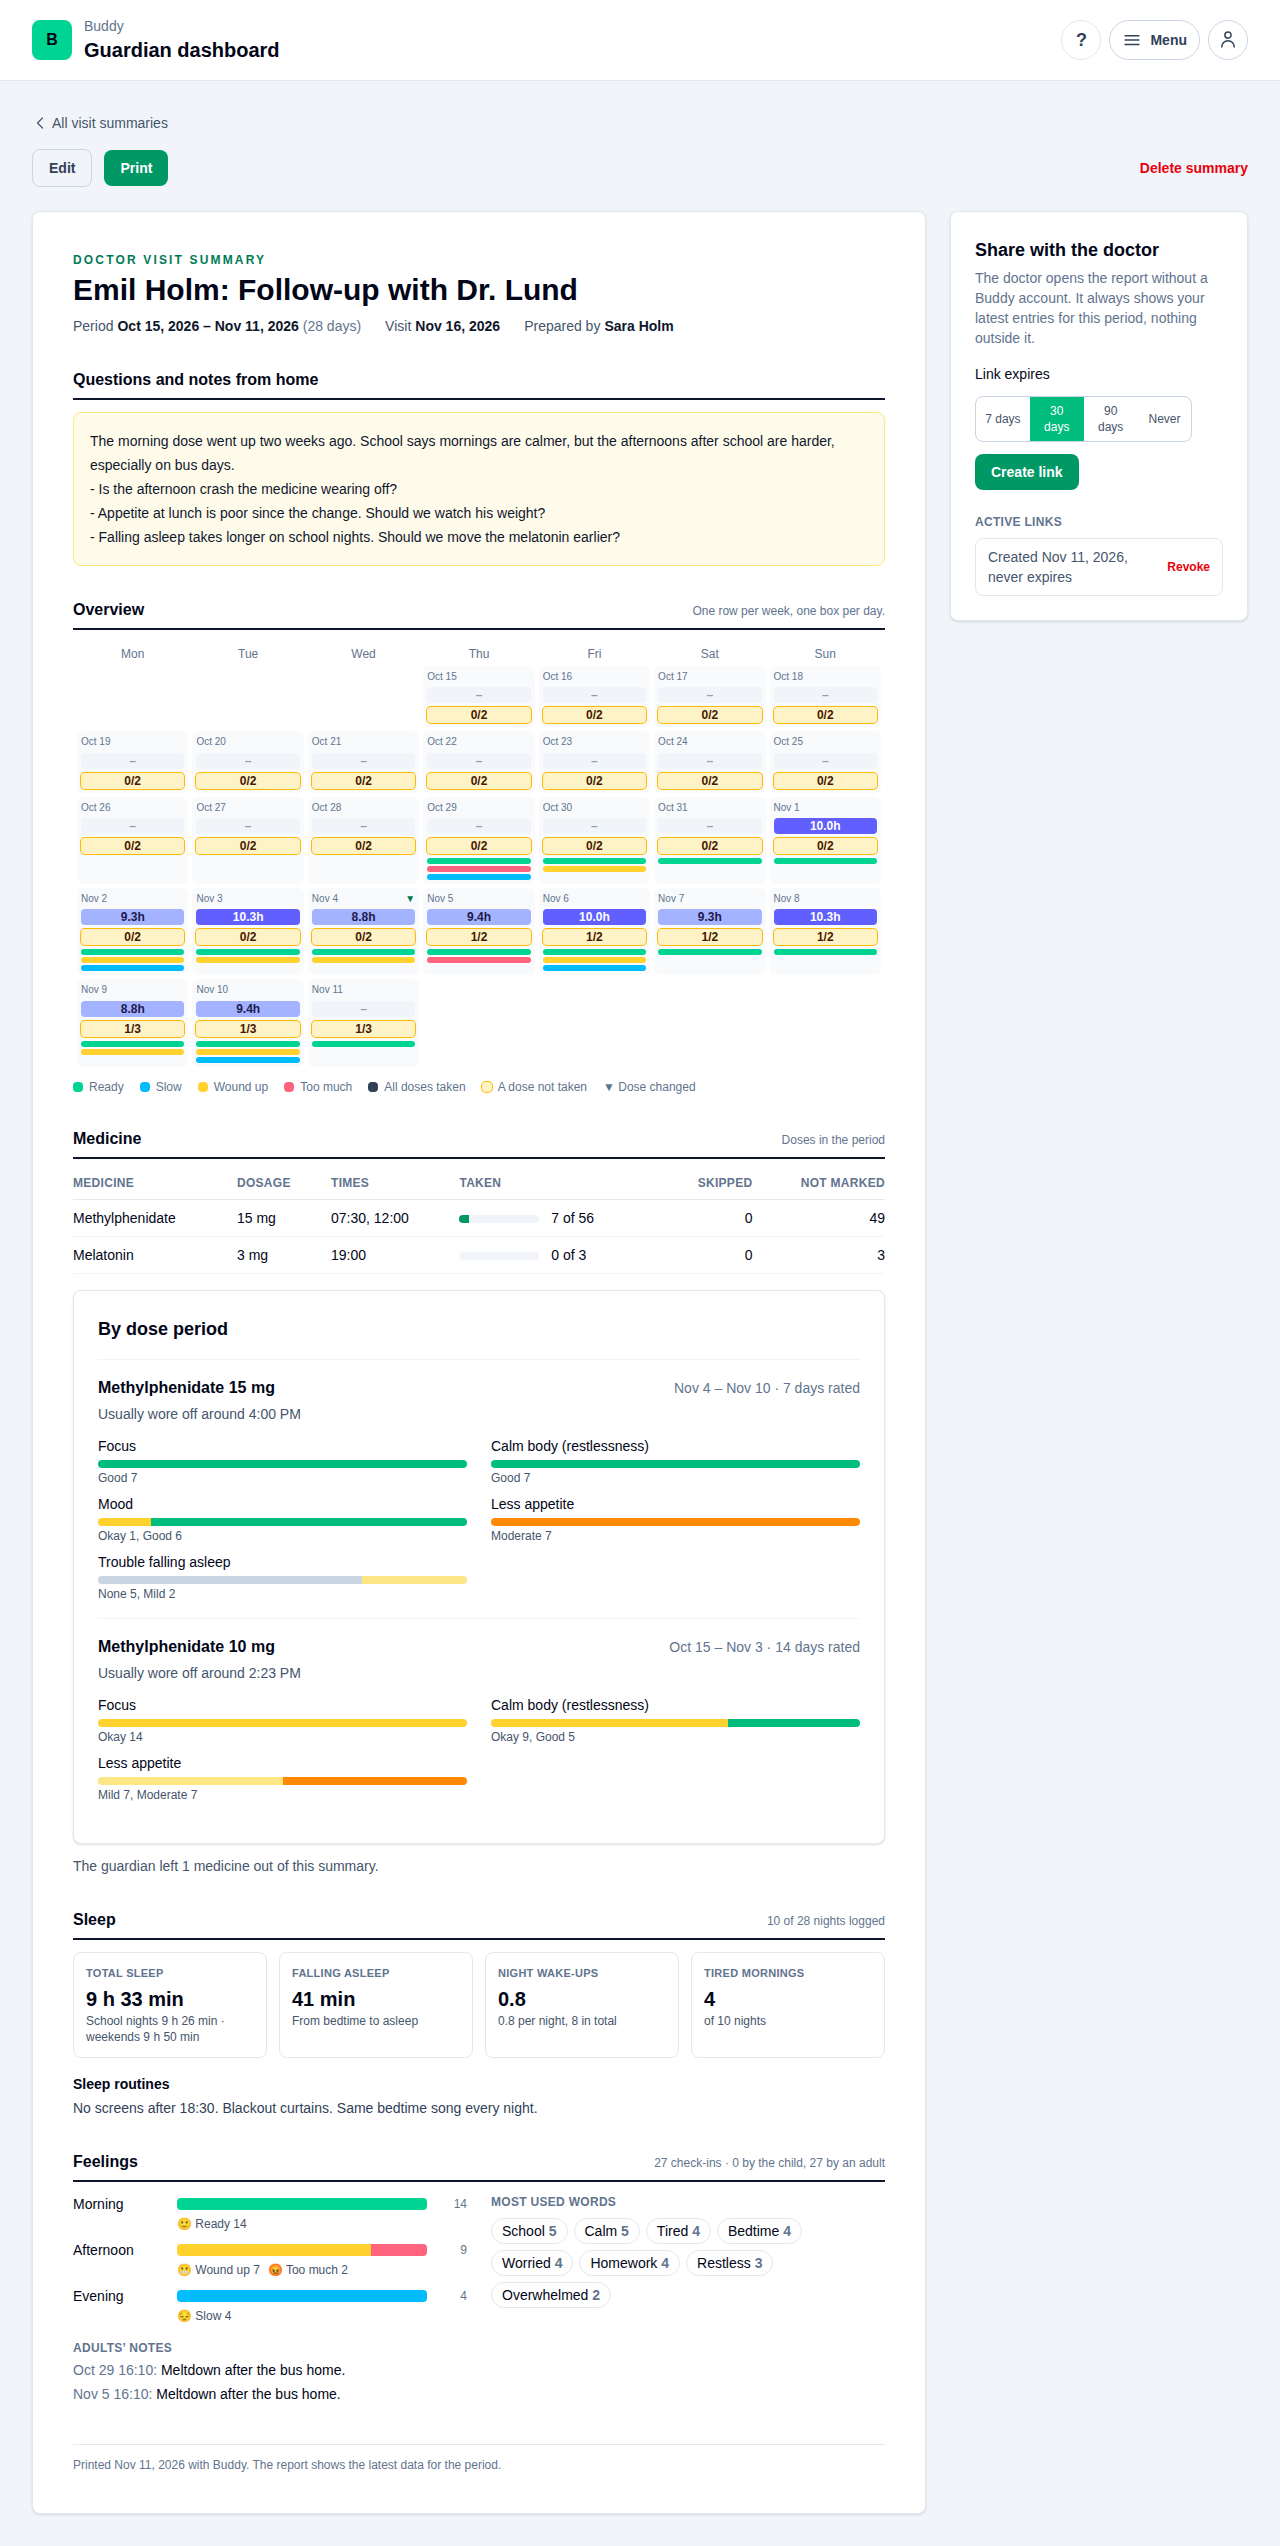 B
Buddy
Guardian dashboard
?
Menu
All visit summaries
Edit
Print
Delete summary
DOCTOR VISIT SUMMARY
Emil Holm: Follow-up with Dr. Lund
Period Oct 15, 2026 – Nov 11, 2026 (28 days)
Visit Nov 16, 2026
Prepared by Sara Holm
Questions and notes from home
The morning dose went up two weeks ago. School says mornings are calmer, but the afternoons after school are harder,
especially on bus days.
- Is the afternoon crash the medicine wearing off?
- Appetite at lunch is poor since the change. Should we watch his weight?
- Falling asleep takes longer on school nights. Should we move the melatonin earlier?
Overview
One row per week, one box per day.
Mon Tue Wed Thu Fri Sat Sun
Oct 15 Oct 16 Oct 17 Oct 18
– – – –
0/2 0/2 0/2 0/2
Oct 19 Oct 20 Oct 21 Oct 22 Oct 23 Oct 24 Oct 25
– – – – – – –
0/2 0/2 0/2 0/2 0/2 0/2 0/2
Oct 26 Oct 27 Oct 28 Oct 29 Oct 30 Oct 31 Nov 1
– – – – – – 10.0h
0/2 0/2 0/2 0/2 0/2 0/2 0/2
Nov 2 Nov 3 Nov 4 ▼ Nov 5 Nov 6 Nov 7 Nov 8
9.3h 10.3h 8.8h 9.4h 10.0h 9.3h 10.3h
0/2 0/2 0/2 1/2 1/2 1/2 1/2
Nov 9 Nov 10 Nov 11
8.8h 9.4h –
1/3 1/3 1/3
Ready Slow Wound up Too much All doses taken A dose not taken ▼ Dose changed
Medicine
Doses in the period
MEDICINE DOSAGE TIMES TAKEN SKIPPED NOT MARKED
Methylphenidate 15 mg 07:30, 12:00 7 of 56 0 49
Melatonin 3 mg 19:00 0 of 3 0 3
By dose period
Methylphenidate 15 mg
Nov 4 – Nov 10 · 7 days rated
Usually wore off around 4:00 PM
Focus
Good 7
Calm body (restlessness)
Good 7
Mood
Okay 1, Good 6
Less appetite
Moderate 7
Trouble falling asleep
None 5, Mild 2
Methylphenidate 10 mg
Oct 15 – Nov 3 · 14 days rated
Usually wore off around 2:23 PM
Focus
Okay 14
Calm body (restlessness)
Okay 9, Good 5
Less appetite
Mild 7, Moderate 7
The guardian left 1 medicine out of this summary.
Sleep
10 of 28 nights logged
TOTAL SLEEP
9 h 33 min
School nights 9 h 26 min ·
weekends 9 h 50 min
FALLING ASLEEP
41 min
From bedtime to asleep
NIGHT WAKE-UPS
0.8
0.8 per night, 8 in total
TIRED MORNINGS
4
of 10 nights
Sleep routines
No screens after 18:30. Blackout curtains. Same bedtime song every night.
Feelings
27 check-ins · 0 by the child, 27 by an adult
Morning 14
Ready 14
Afternoon 9
Wound up 7 Too much 2
Evening 4
Slow 4
MOST USED WORDS
School 5 Calm 5 Tired 4 Bedtime 4
Worried 4 Homework 4 Restless 3
Overwhelmed 2
ADULTS' NOTES
Oct 29 16:10: Meltdown after the bus home.
Nov 5 16:10: Meltdown after the bus home.
Printed Nov 11, 2026 with Buddy. The report shows the latest data for the period.
Share with the doctor
The doctor opens the report without a
Buddy account. It always shows your
latest entries for this period, nothing
outside it.
Link expires
7 days
30
days
90
days
Never
Create link
ACTIVE LINKS
Created Nov 11, 2026,
never expires
Revoke